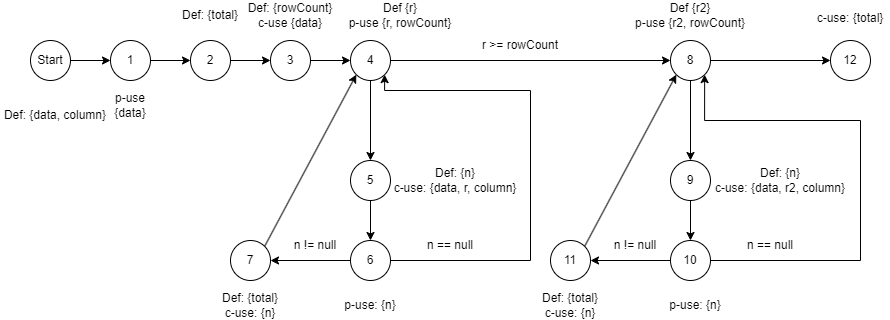 Def: {total}
Def: {rowCount}
c-use {data}
Def {r}
p-use {r, rowCount}
Def {r2}
p-use {r2, rowCount}
c-use: {total}
r >= rowCount
Start
1
2
3
4
8
12
Def: {data, column}
p-use
{data}
5
Def: {n}
c-use: {data, r, column}
9
Def: {n}
c-use: {data, r2, column}
7
n != null
6
n == null
11
n != null
10
n == null
Def: {total}
c-use: {n}
p-use: {n}
Def: {total}
c-use: {n}
p-use: {n}